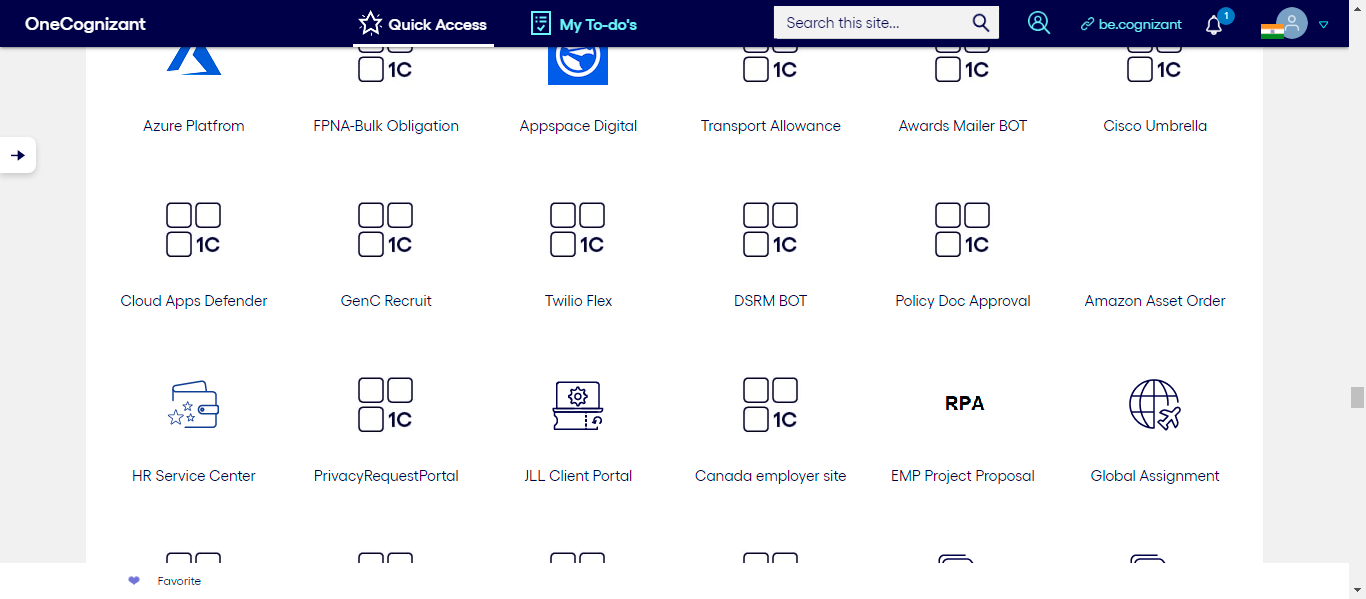 OneCognizant
Quick Access
My To-do's
Search this site...
be.cognizant
1
1C
1C
1C
1C
Azure Platfrom
FPNA-Bulk Obligation
Appspace Digital
Transport Allowance
Awards Mailer BOT
Cisco Umbrella
1C
1C
1C
1C
1C
Cloud Apps Defender
GenC Recruit
Twilio Flex
DSRM BOT
Policy Doc Approval
Amazon Asset Order
1C
1C
RPA
HR Service Center
PrivacyRequestPortal
JLL Client Portal
Canada employer site
EMP Project Proposal
Global Assignment
Favorite